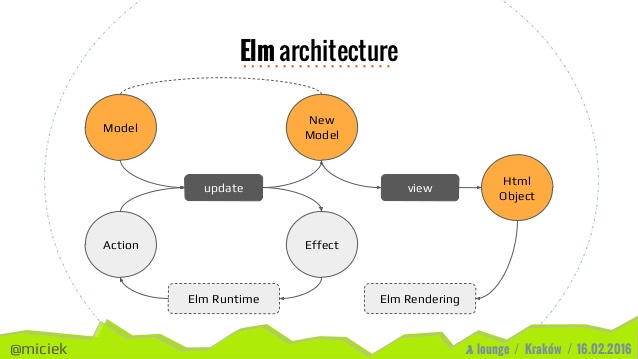 Elm architecture
Model
New
Model
update
view
Html
Object
Action
Effect
Elm Runtime
Elm Rendering
@miciek
λ lounge / Kraków / 16.02.2016